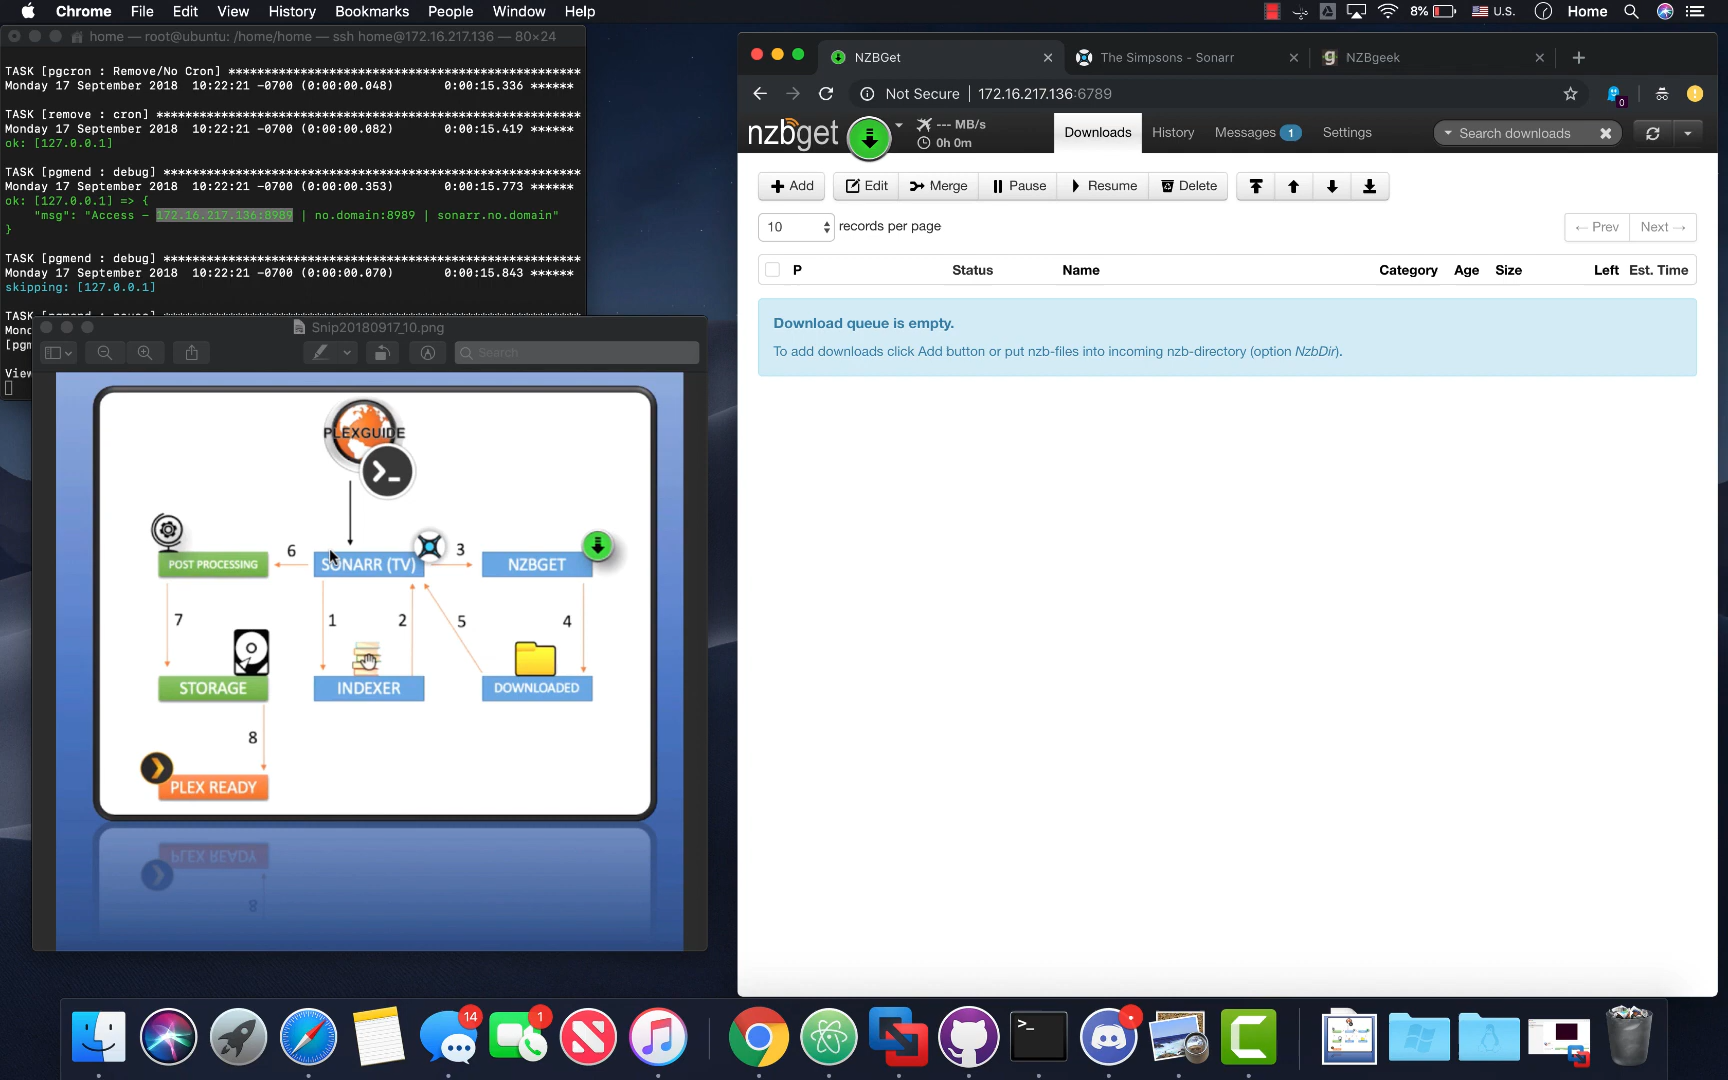 Chrome File Edit View History Bookmarks People Window Help 8% U.S. Home
home — root@ubuntu: /home/home — ssh home@172.16.217.136 — 80×24
TASK [pgcron : Remove/No Cron] *************************************************
Monday 17 September 2018  10:22:21 -0700 (0:00:00.048)       0:00:15.336 ******
TASK [remove : cron] ***********************************************************
Monday 17 September 2018  10:22:21 -0700 (0:00:00.082)       0:00:15.419 ******
ok: [127.0.0.1]
TASK [pgmend : debug] **********************************************************
Monday 17 September 2018  10:22:21 -0700 (0:00:00.353)       0:00:15.773 ******
ok: [127.0.0.1] => {
"msg": "Access – 172.16.217.136:8989 | no.domain:8989 | sonarr.no.domain"
}
TASK [pgmend : debug] **********************************************************
Monday 17 September 2018  10:22:21 -0700 (0:00:00.070)       0:00:15.843 ******
skipping: [127.0.0.1]
TASK
Snip20180917_10.png
Search
PLEXGUIDE
6
3
POST PROCESSING
SONARR (TV)
NZBGET
7
1
2
5
4
STORAGE
INDEXER
DOWNLOADED
8
PLEX READY
PLEX READY
8
NZBGet
The Simpsons - Sonarr
NZBgeek
Not Secure | 172.16.217.136:6789
0
nzbget
--- MB/s
0h 0m
Downloads History Messages 1 Settings
Search downloads
Add Edit Merge Pause Resume Delete
10 records per page
← Prev Next →
P Status Name Category Age Size Left Est. Time
Download queue is empty.
To add downloads click Add button or put nzb-files into incoming nzb-directory (option NzbDir).
14
1